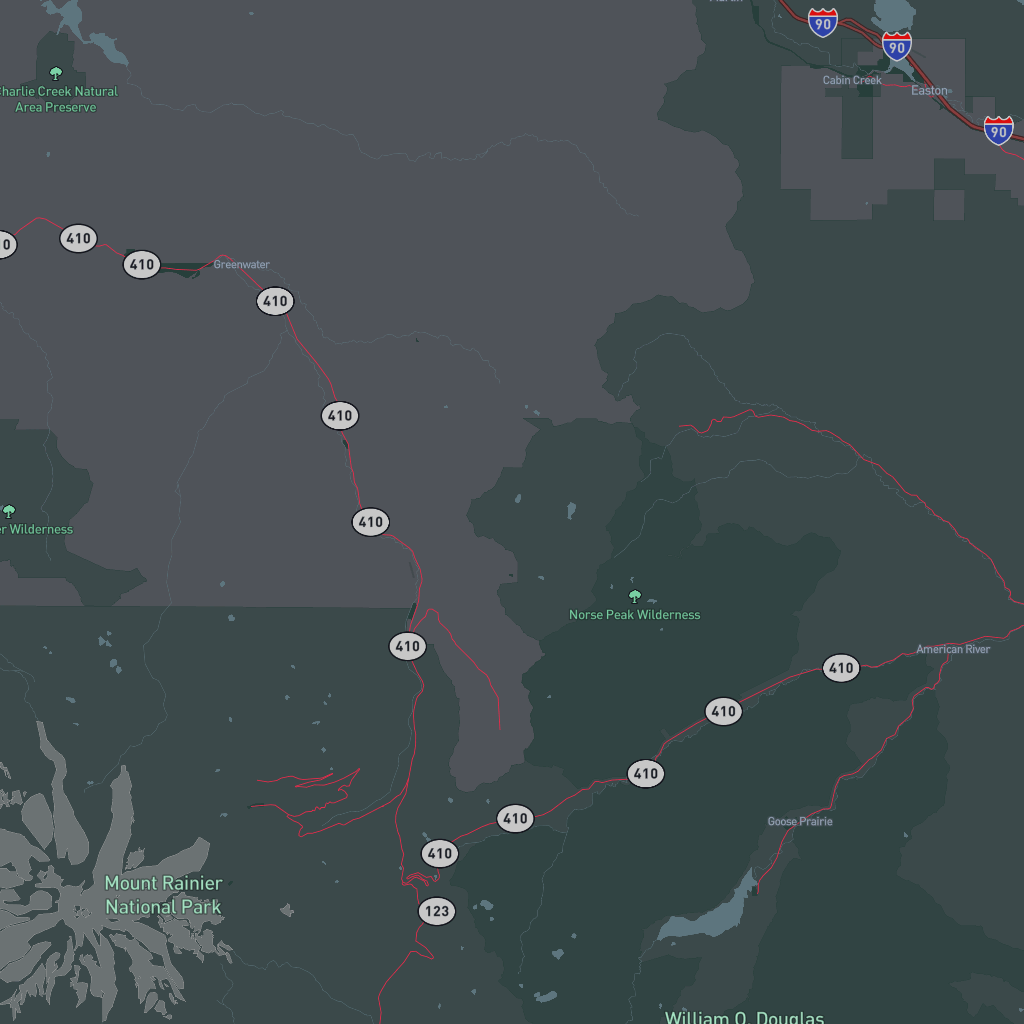 90
90
Cabin Creek
Easton
Charlie Creek Natural
Area Preserve
90
410
410
Greenwater
410
410
410
er Wilderness
Norse Peak Wilderness
410
American River
410
410
410
410
Goose Prairie
410
Mount Rainier
National Park
123
William O. Douglas